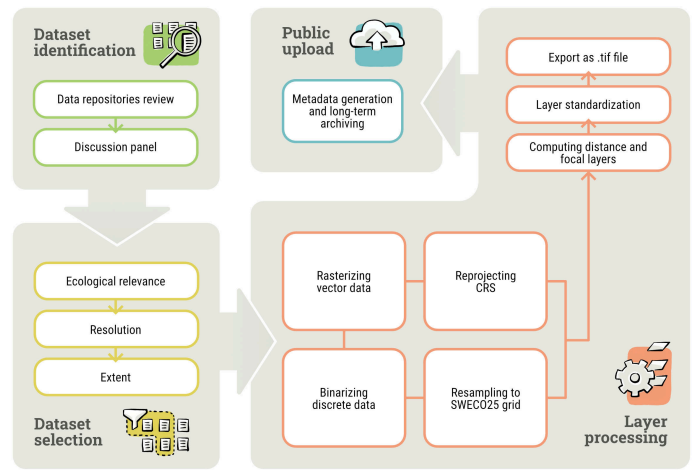 Dataset
identification
Data repositories review
Discussion panel
Ecological relevance
Resolution
Extent
Dataset
selection
Rasterizing
vector data
Reprojecting
CRS
Binarizing
discrete data
Resampling to
SWECO25 grid
Computing distance and
focal layers
Layer standardization
Export as .tif file
Layer
processing
Public
upload
Metadata generation
and long-term
archiving